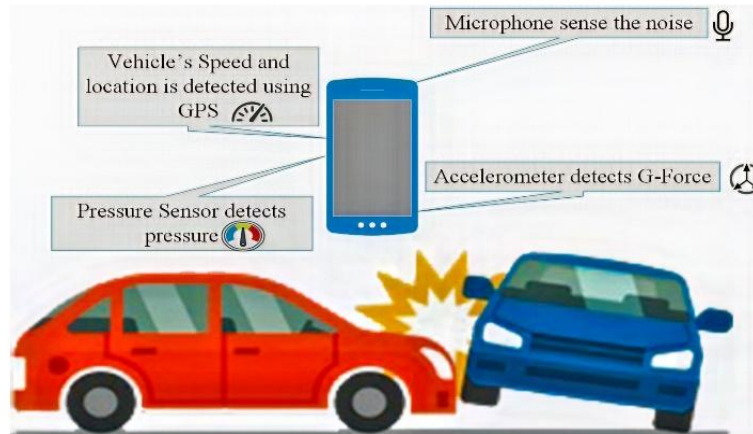 Microphone sense the noise
Vehicle's Speed and
location is detected using
GPS
Accelerometer detects G-Force
Pressure Sensor detects
pressure